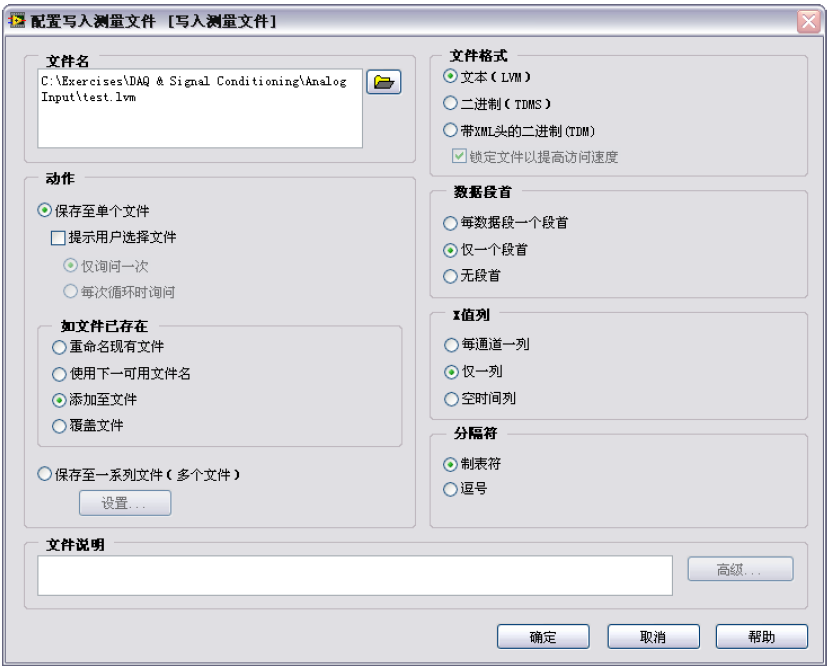 配置写入测量文件 [写入测量文件]
文件名
C:\Exercises\DAQ & Signal Conditioning\Analog
Input\test.lvm
动作
保存至单个文件
提示用户选择文件
仅询问一次
每次循环时询问
如文件已存在
重命名现有文件
使用下一可用文件名
添加至文件
覆盖文件
保存至一系列文件(多个文件)
设置...
文件格式
文本(LVM)
二进制(TDMS)
带XML头的二进制(TDM)
锁定文件以提高访问速度
数据段首
每数据段一个段首
仅一个段首
无段首
X值列
每通道一列
仅一列
空时间列
分隔符
制表符
逗号
文件说明
高级...
确定
取消
帮助